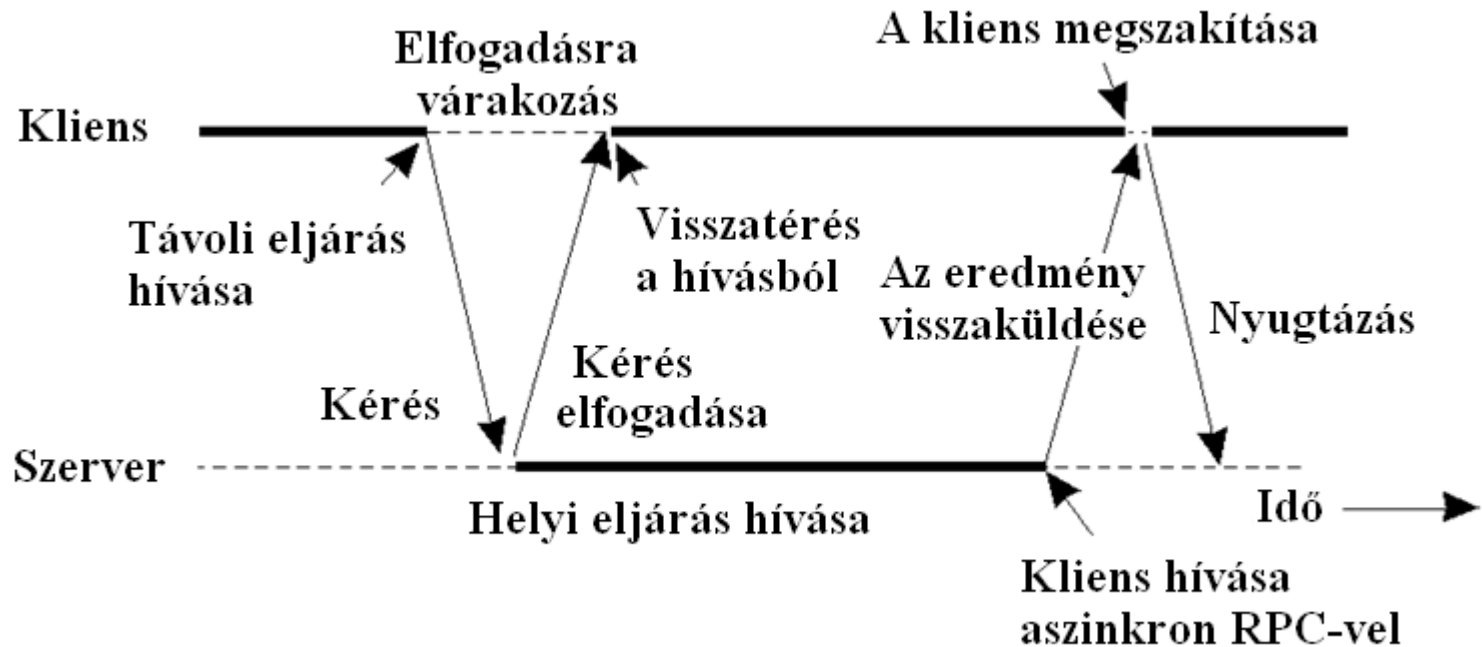 A kliens megszakítása
Elfogadásra
várakozás
Kliens
Távoli eljárás
hívása
Visszatérés
a hívásból
Az eredmény
visszaküldése
Nyugtázás
Kérés
Kérés
elfogadása
Szerver
Helyi eljárás hívása
Idő
Kliens hívása
aszinkron RPC-vel